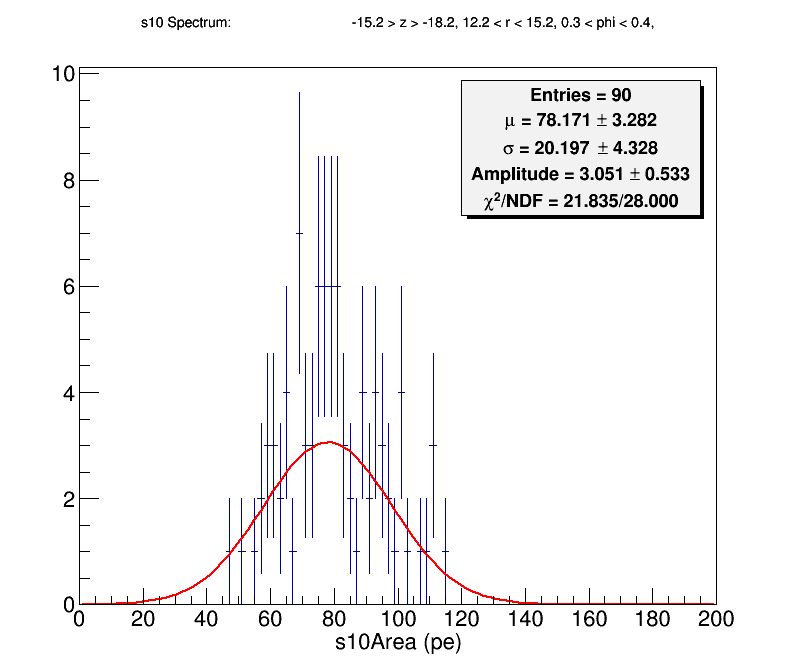 s10 Spectrum: -15.2 > z > -18.2, 12.2 < r < 15.2, 0.3 < phi < 0.4,
Entries = 90
μ = 78.171 ± 3.282
σ = 20.197 ± 4.328
Amplitude = 3.051 ± 0.533
χ²/NDF = 21.835/28.000
10
8
6
4
2
0
0 20 40 60 80 100 120 140 160 180 200
s10Area (pe)